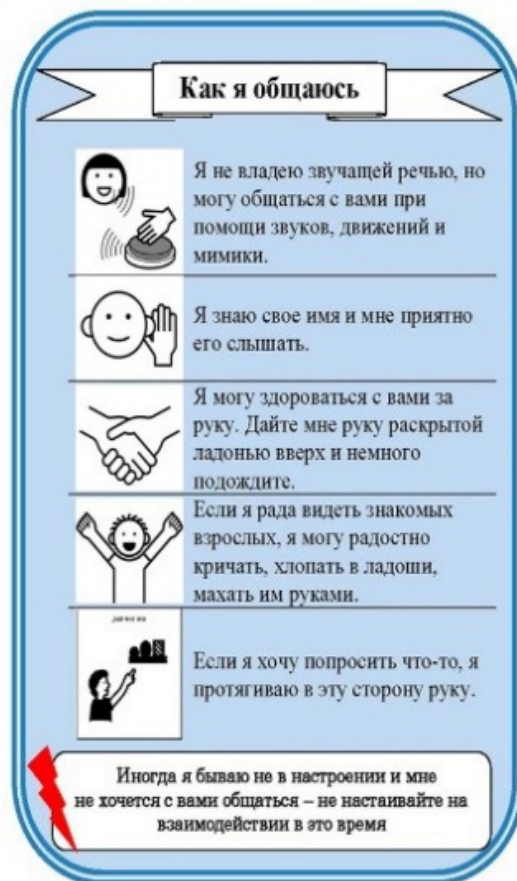 Как я общаюсь
Я не владею звучащей речью, но
могу общаться с вами при
помощи звуков, движений и
мимики.
Я знаю свое имя и мне приятно
его слышать.
Я могу здороваться с вами за
руку. Дайте мне руку раскрытой
ладонью вверх и немного
подождите.
Если я рада видеть знакомых
взрослых, я могу радостно
кричать, хлопать в ладоши,
махать им руками.
Если я хочу попросить что-то, я
протягиваю в эту сторону руку.
Иногда я бываю не в настроении и мне
не хочется с вами общаться – не настаивайте на
взаимодействии в это время